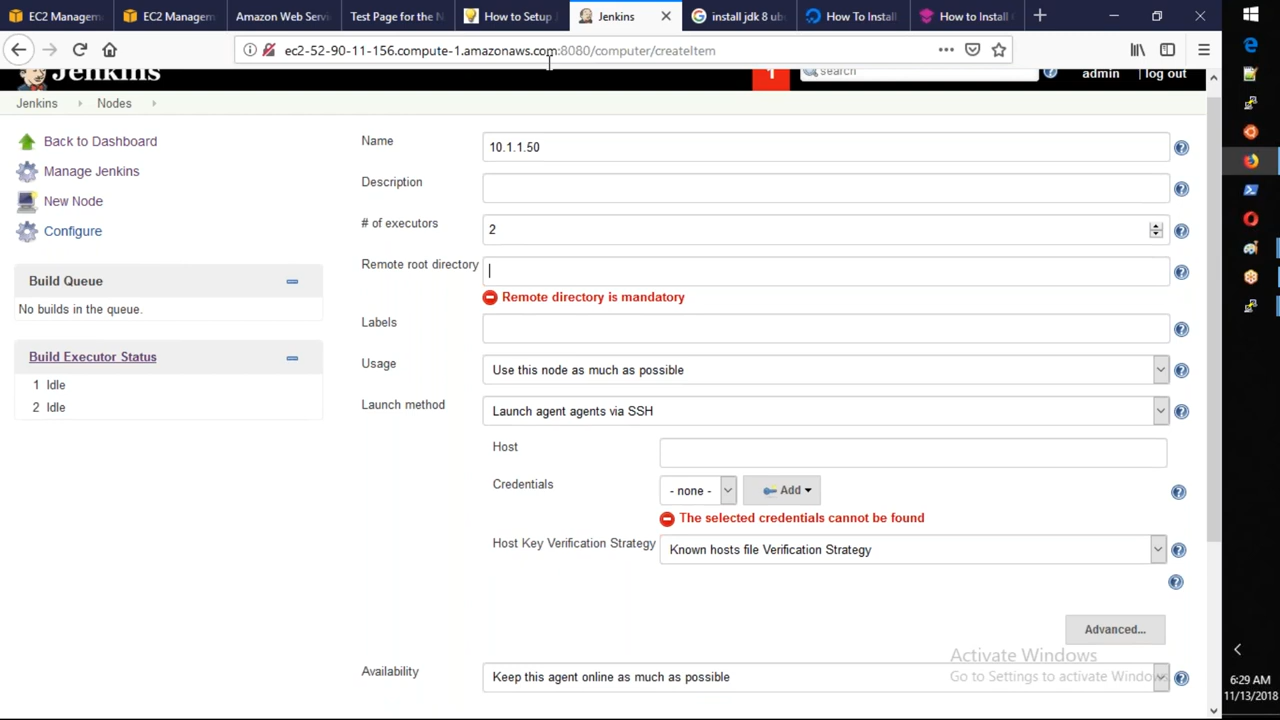 EC2 Managem
EC2 Managem
Amazon Web Servi
Test Page for the N
How to Setup J
Jenkins
install jdk 8 ub
How To Install
How to Install
ec2-52-90-11-156.compute-1.amazonaws.com:8080/computer/createItem
Jenkins
1
search
admin
log out
Jenkins
Nodes
Back to Dashboard
Manage Jenkins
New Node
Configure
Build Queue
No builds in the queue.
Build Executor Status
1 Idle
2 Idle
Name
10.1.1.50
Description
# of executors
2
Remote root directory
Remote directory is mandatory
Labels
Usage
Use this node as much as possible
Launch method
Launch agent agents via SSH
Host
Credentials
- none -
Add
The selected credentials cannot be found
Host Key Verification Strategy
Known hosts file Verification Strategy
Advanced...
Availability
Keep this agent online as much as possible
Activate Windows
Go to Settings to activate Windo
6:29 AM
11/13/2018